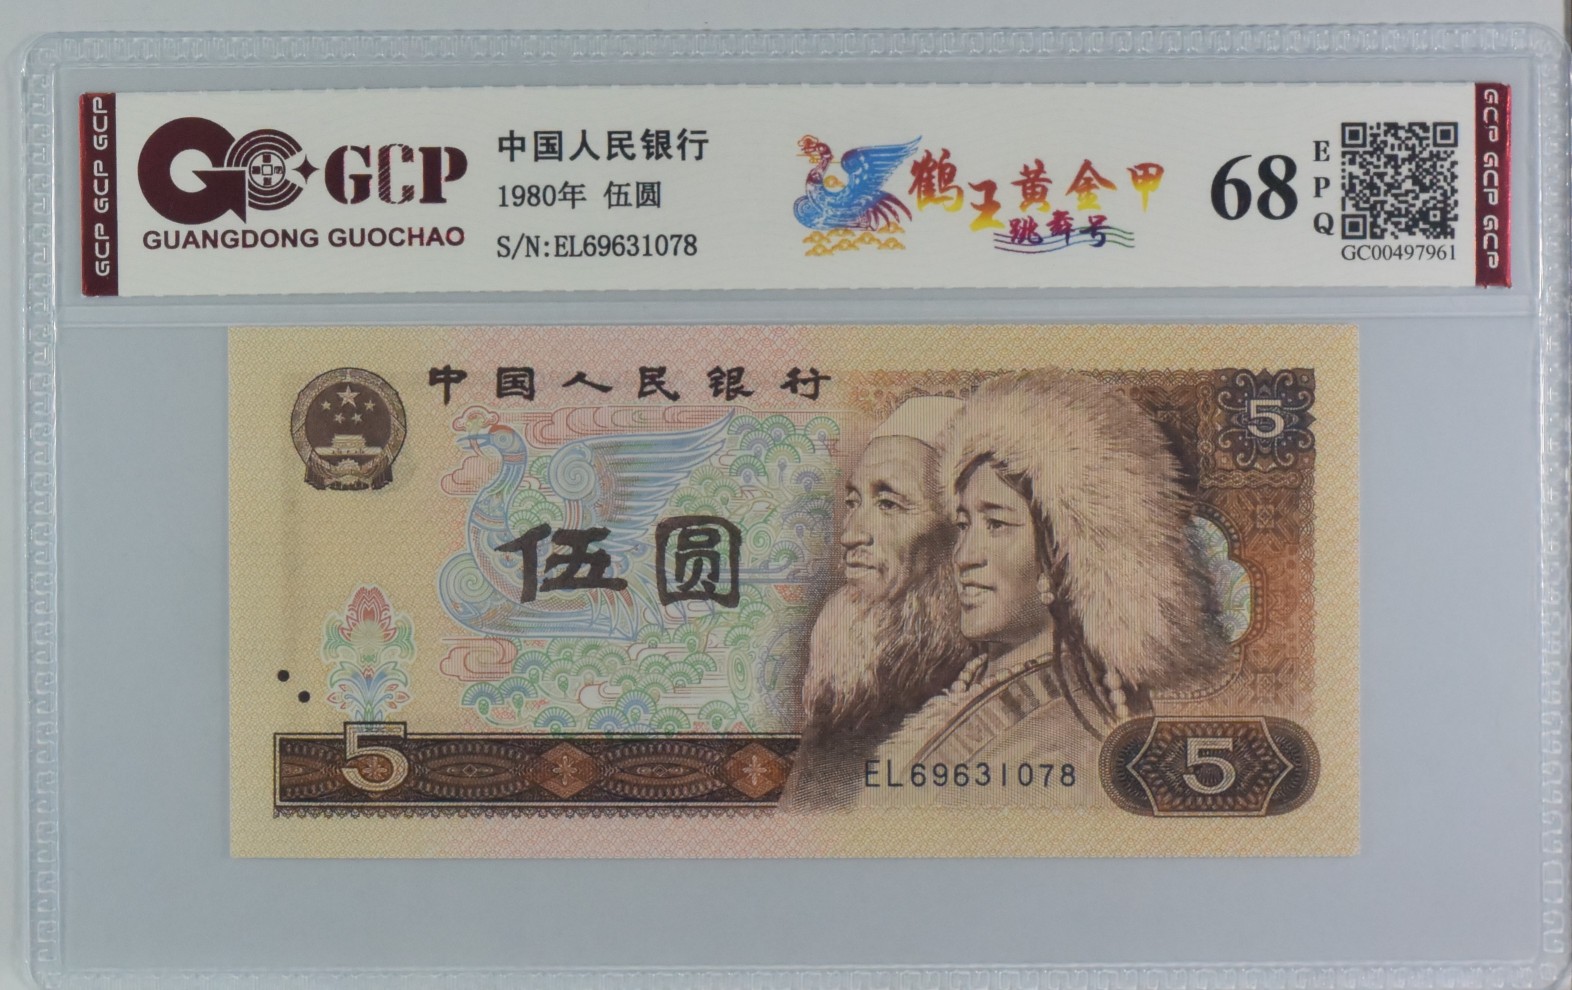 GCP GCP GCP
GCP
GUANGDONG GUOCHAO
中国人民银行
1980年 伍圆
S/N:EL69631078
鹤王黄金甲
跳舞号
68
EPQ
GC00497961
GCP GCP GCP
中国人民银行
5
伍圆
5
EL69631078
5